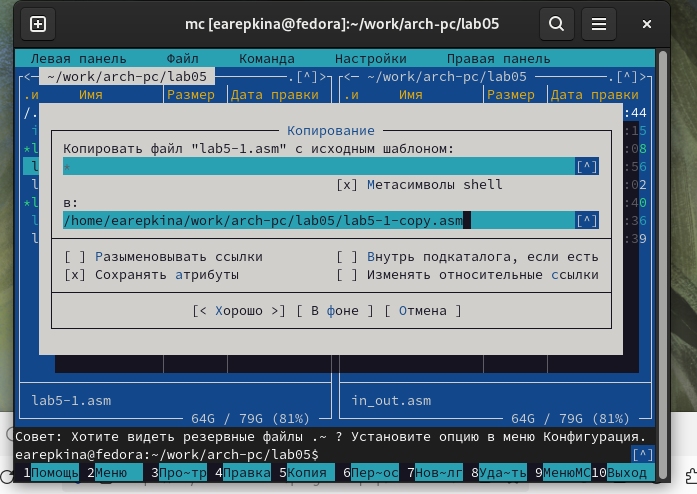 mc [earepkina@fedora]:~/work/arch-pc/lab05
Левая панель Файл Команда Настройки Правая панель
<─ ~/work/arch-pc/lab05 ─.[^]> <─ ~/work/arch-pc/lab05 ─.[^]>
.и Имя Размер Дата правки .и Имя Размер Дата правки
/. :44
Копирование
:15
Копировать файл "lab5-1.asm" с исходным шаблоном:
*l :08
* [^]
:56
[x] Метасимволы shell
:02
в:
*l :40
/home/earepkina/work/arch-pc/lab05/lab5-1-copy.asm [^]
:36
:39
[ ] Разыменовывать ссылки [ ] Внутрь подкаталога, если есть
[x] Сохранять атрибуты [ ] Изменять относительные ссылки
[< Хорошо >] [ В фоне ] [ Отмена ]
lab5-1.asm in_out.asm
64G / 79G (81%) 64G / 79G (81%)
Совет: Хотите видеть резервные файлы .~ ? Установите опцию в меню Конфигурация.
earepkina@fedora:~/work/arch-pc/lab05$ [^]
1Помощь 2Меню 3Про~тр 4Правка 5Копия 6Пер~ос 7Нов~лг 8Уда~ть 9МенюMC 10Выход